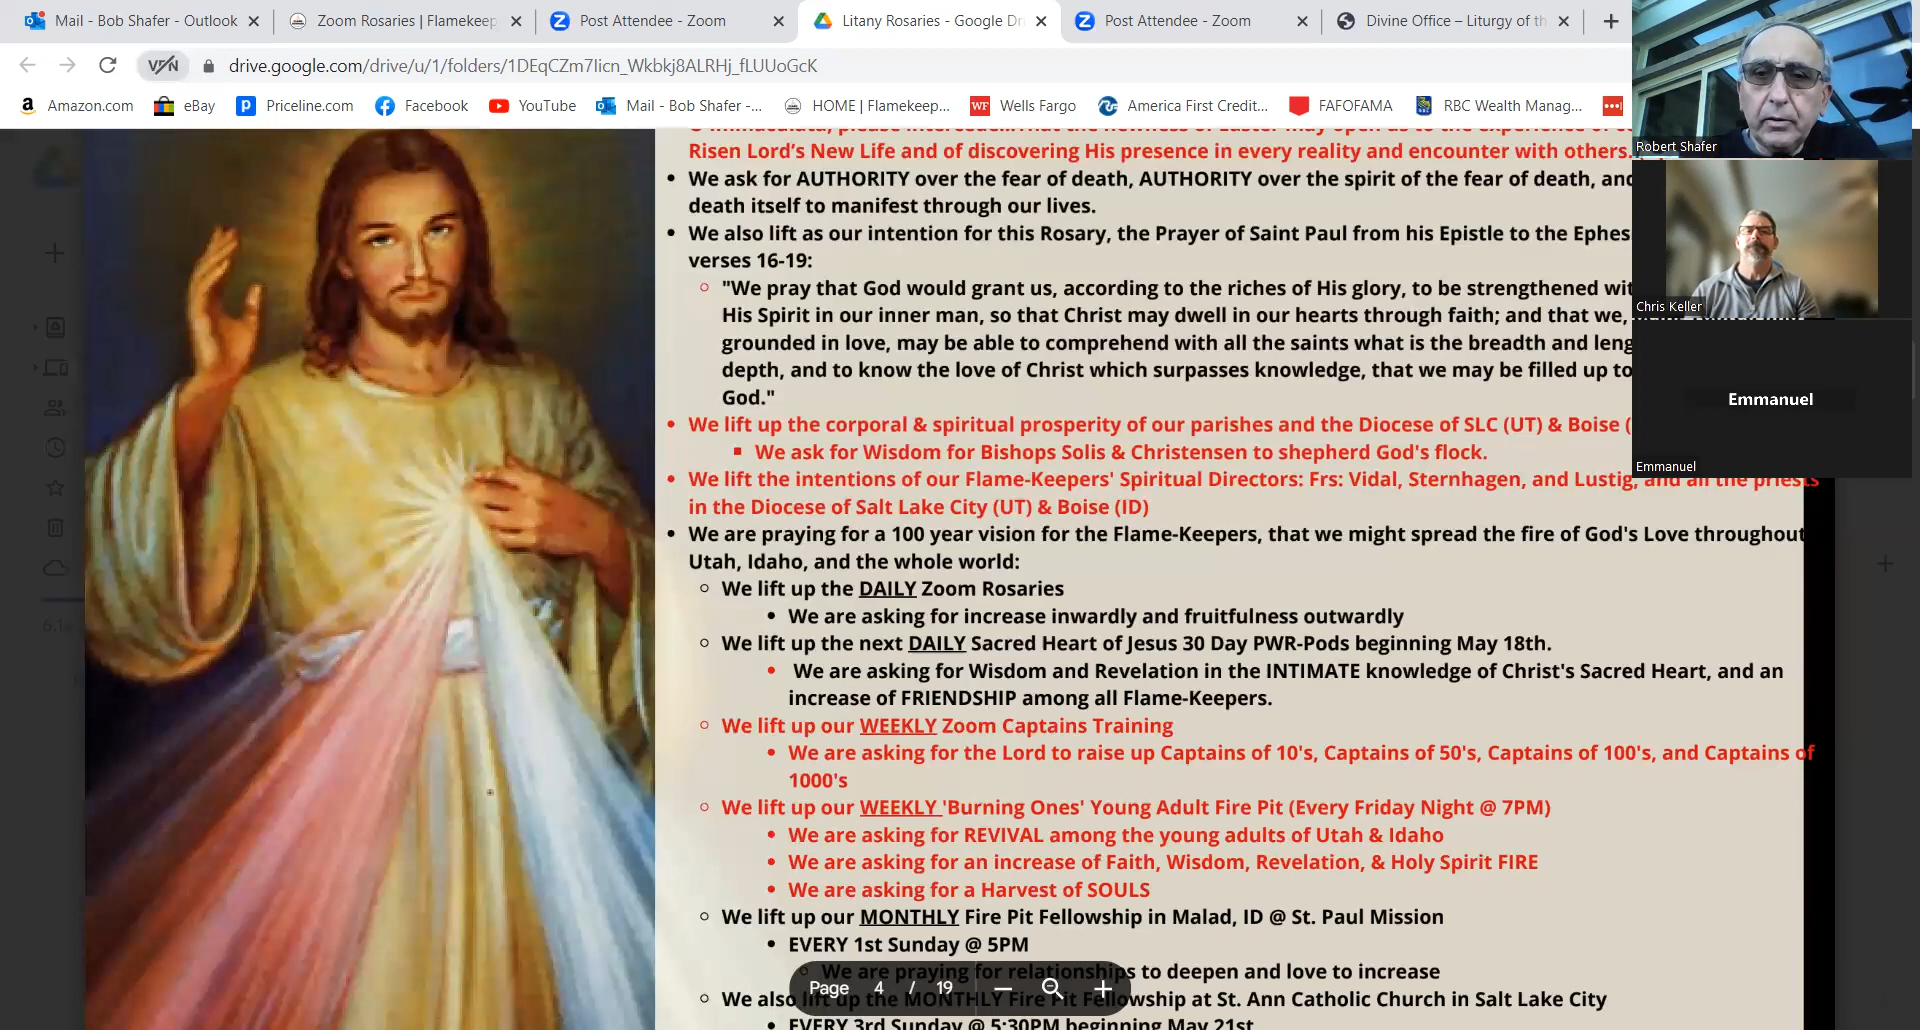 Mail - Bob Shafer - Outlook
Zoom Rosaries | Flamekeep
Post Attendee - Zoom
Litany Rosaries - Google Dr
Post Attendee - Zoom
Divine Office – Liturgy of th
VPN
drive.google.com/drive/u/1/folders/1DEqCZm7Iicn_Wkbkj8ALRHj_fLUUoGcK
Amazon.com
eBay
Priceline.com
Facebook
YouTube
Mail - Bob Shafer -...
HOME | Flamekeep...
Wells Fargo
America First Credit...
FAFOFAMA
RBC Wealth Manag...
Robert Shafer
Chris Keller
Emmanuel
Emmanuel
O Immaculata, please intercede...That the newness of Easter may open us to the experience of
Risen Lord's New Life and of discovering His presence in every reality and encounter with others.
• We ask for AUTHORITY over the fear of death, AUTHORITY over the spirit of the fear of death, and
death itself to manifest through our lives.
• We also lift as our intention for this Rosary, the Prayer of Saint Paul from his Epistle to the Ephes
verses 16-19:
○ "We pray that God would grant us, according to the riches of His glory, to be strengthened wit
His Spirit in our inner man, so that Christ may dwell in our hearts through faith; and that we,
grounded in love, may be able to comprehend with all the saints what is the breadth and leng
depth, and to know the love of Christ which surpasses knowledge, that we may be filled up to
God."
• We lift up the corporal & spiritual prosperity of our parishes and the Diocese of SLC (UT) & Boise (
▪ We ask for Wisdom for Bishops Solis & Christensen to shepherd God's flock.
• We lift the intentions of our Flame-Keepers' Spiritual Directors: Frs: Vidal, Sternhagen, and Lustig, and all the priests
in the Diocese of Salt Lake City (UT) & Boise (ID)
• We are praying for a 100 year vision for the Flame-Keepers, that we might spread the fire of God's Love throughout
Utah, Idaho, and the whole world:
○ We lift up the DAILY Zoom Rosaries
• We are asking for increase inwardly and fruitfulness outwardly
○ We lift up the next DAILY Sacred Heart of Jesus 30 Day PWR-Pods beginning May 18th.
• We are asking for Wisdom and Revelation in the INTIMATE knowledge of Christ's Sacred Heart, and an
increase of FRIENDSHIP among all Flame-Keepers.
○ We lift up our WEEKLY Zoom Captains Training
• We are asking for the Lord to raise up Captains of 10's, Captains of 50's, Captains of 100's, and Captains of
1000's
○ We lift up our WEEKLY 'Burning Ones' Young Adult Fire Pit (Every Friday Night @ 7PM)
• We are asking for REVIVAL among the young adults of Utah & Idaho
• We are asking for an increase of Faith, Wisdom, Revelation, & Holy Spirit FIRE
• We are asking for a Harvest of SOULS
○ We lift up our MONTHLY Fire Pit Fellowship in Malad, ID @ St. Paul Mission
• EVERY 1st Sunday @ 5PM
○ We are praying for relationships to deepen and love to increase
Page 4 / 19
○ We also lift up the MONTHLY Fire Pit Fellowship at St. Ann Catholic Church in Salt Lake City
• EVERY 3rd Sunday @ 5:30PM beginning May 21st